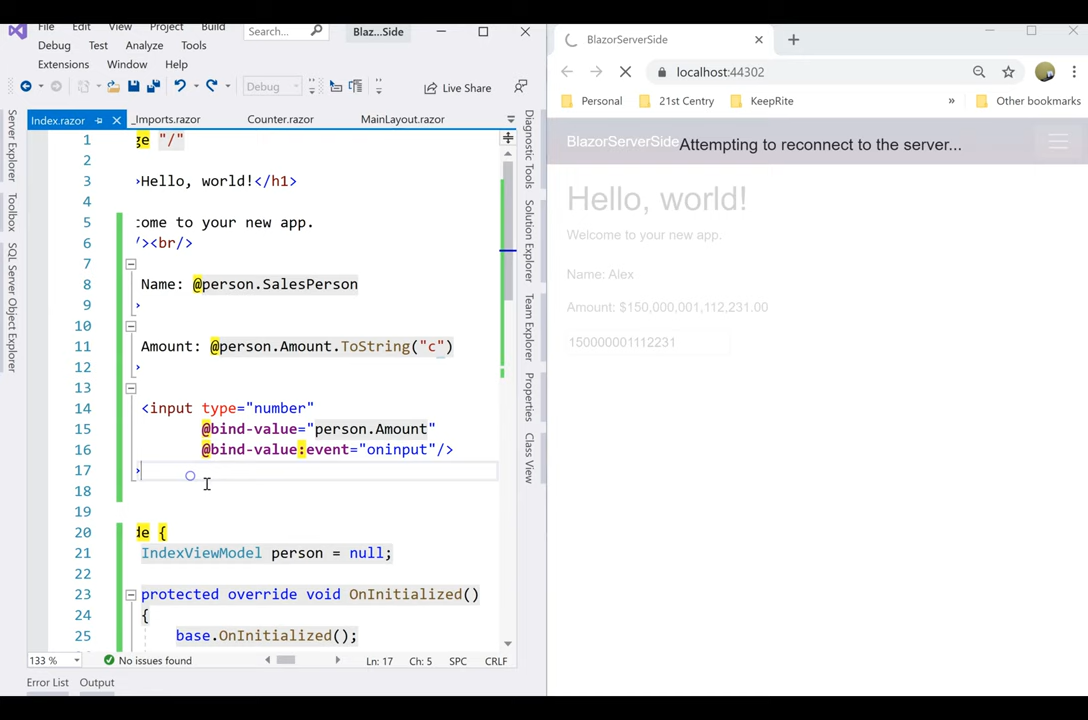 File Edit View Project Build
Search...
Blaz...Side
Debug Test Analyze Tools
Extensions Window Help
Debug
Live Share
Index.razor
_Imports.razor
Counter.razor
MainLayout.razor
Server Explorer
Toolbox
SQL Server Object Explorer
1 ge "/"
2
3 >Hello, world!</h1>
4
5 come to your new app.
6 /><br/>
7
8 Name: @person.SalesPerson
9 >
10
11 Amount: @person.Amount.ToString("c")
12 >
13
14 <input type="number"
15 @bind-value="person.Amount"
16 @bind-value:event="oninput"/>
17 >
18
19
20 de {
21 IndexViewModel person = null;
22
23 protected override void OnInitialized()
24 {
25 base.OnInitialized();
Diagnostic Tools
Solution Explorer
Team Explorer
Properties
Class View
133 %
No issues found
Ln: 17
Ch: 5
SPC
CRLF
Error List
Output
BlazorServerSide
localhost:44302
Personal
21st Centry
KeepRite
»
Other bookmarks
BlazorServerSide
Attempting to reconnect to the server...
Hello, world!
Welcome to your new app.
Name: Alex
Amount: $150,000,001,112,231.00
150000001112231